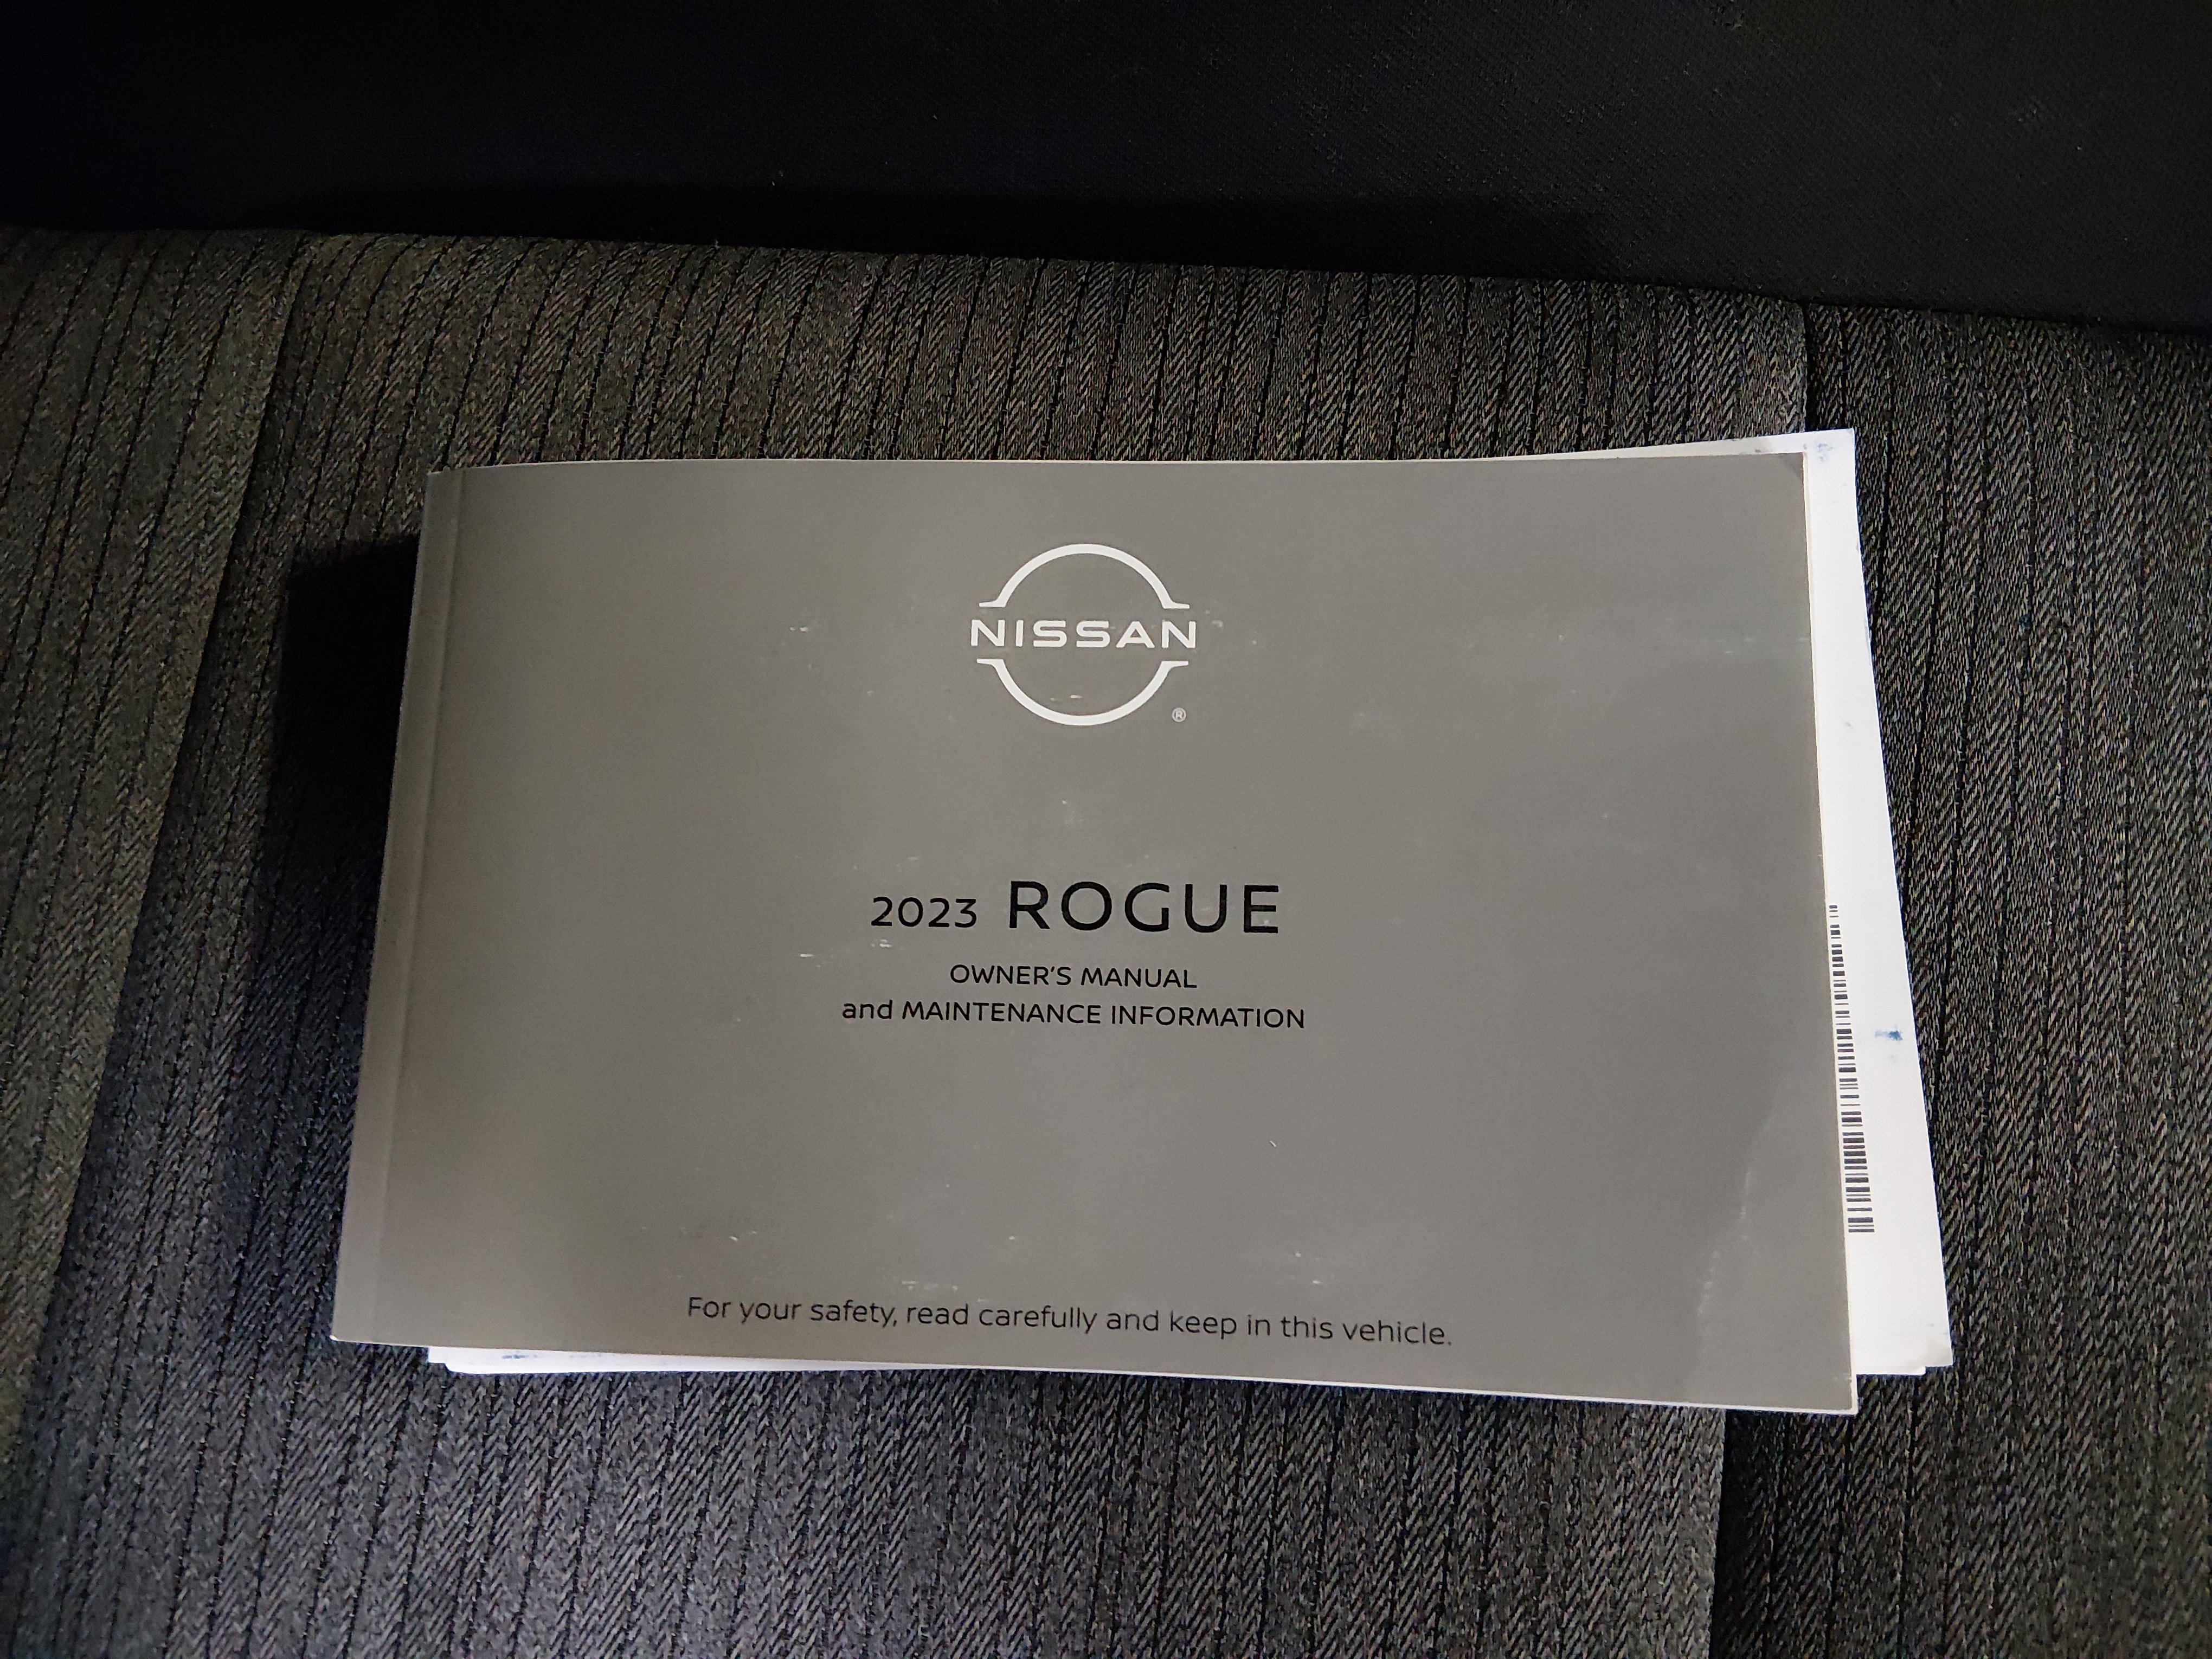 NISSAN
®
2023 ROGUE
OWNER'S MANUAL
and MAINTENANCE INFORMATION
For your safety, read carefully and keep in this vehicle.